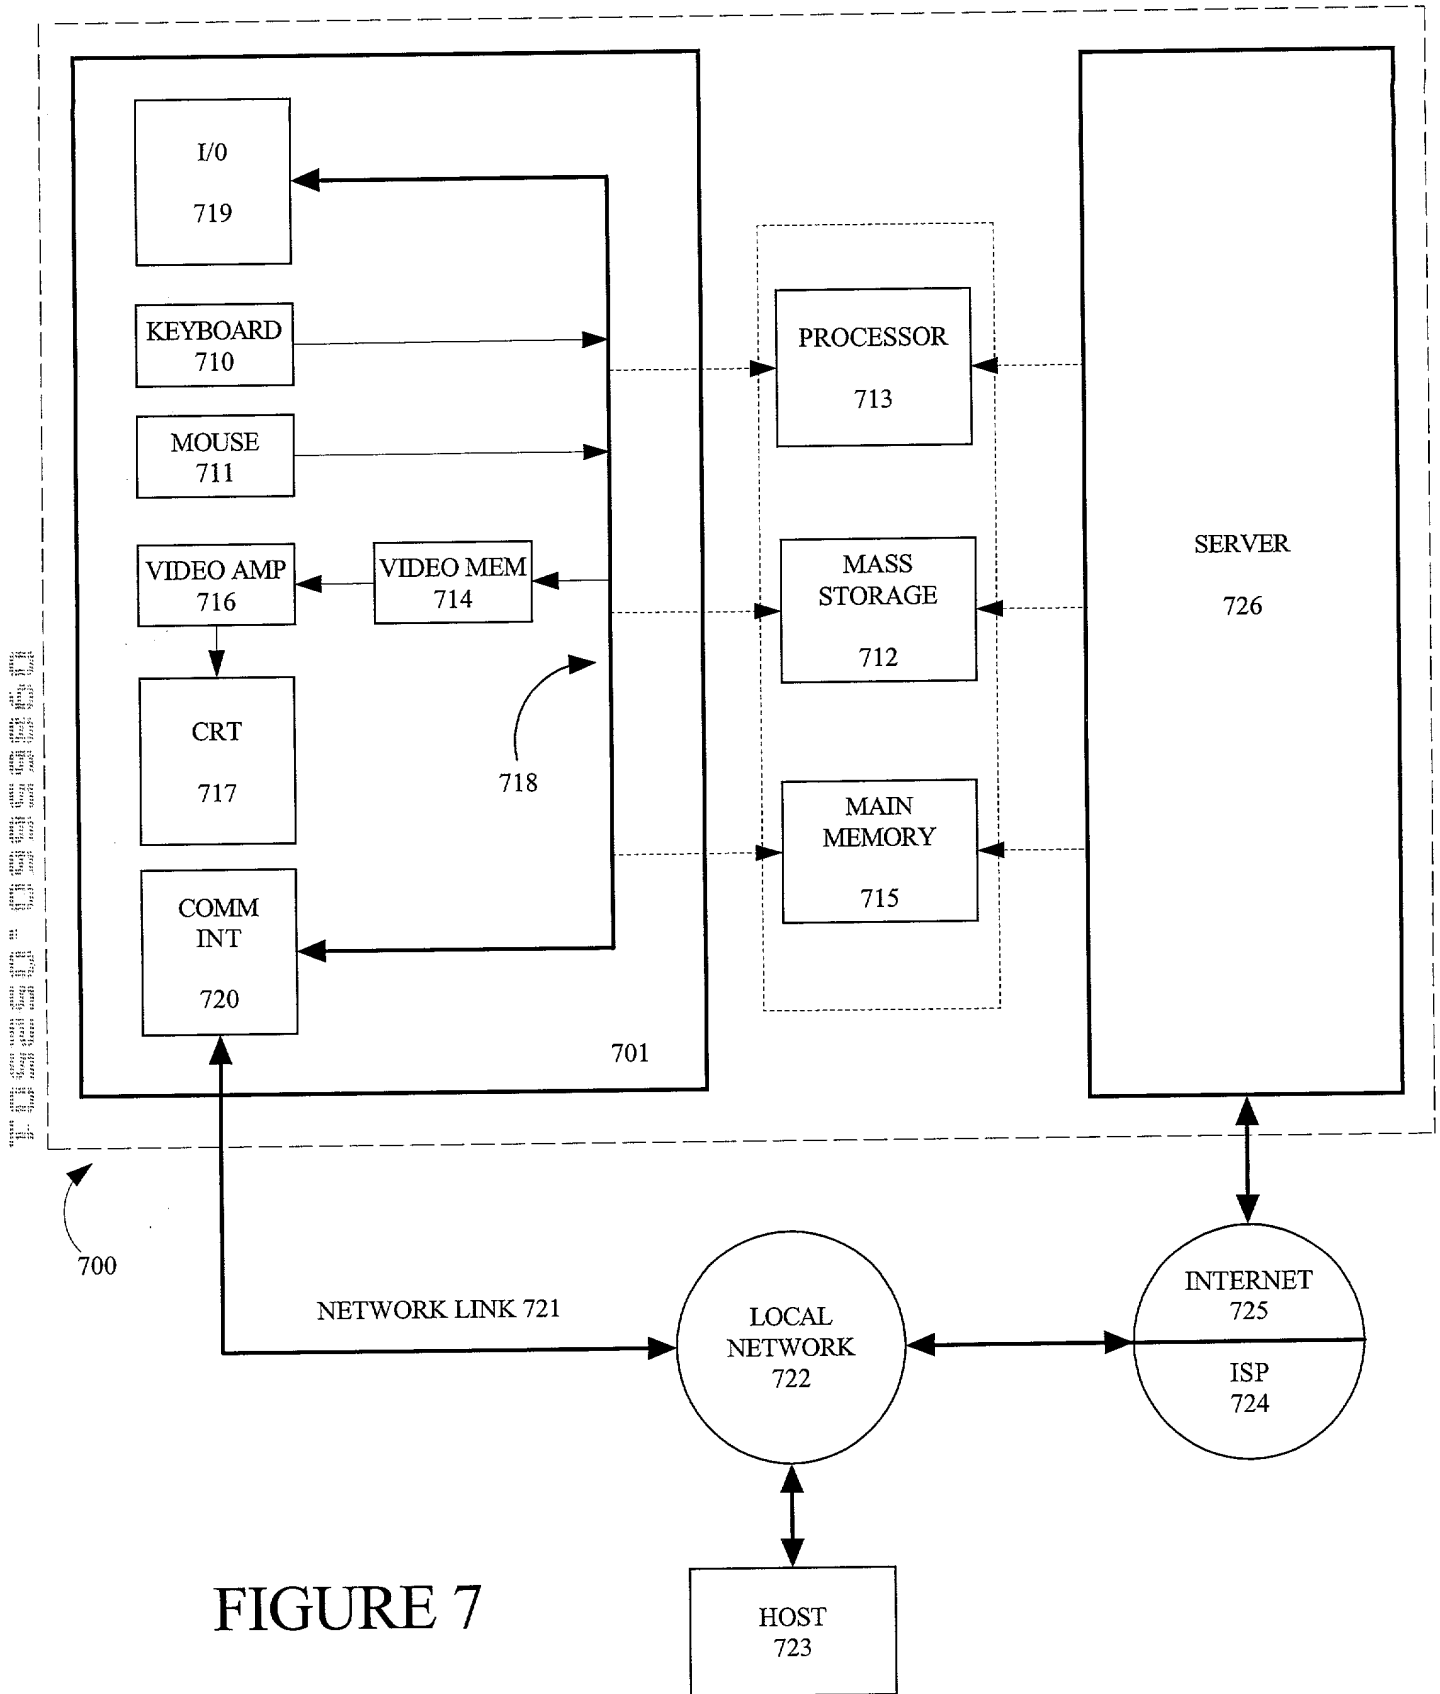 I/0
719
KEYBOARD
710
MOUSE
711
VIDEO AMP
716
VIDEO MEM
714
CRT
717
718
COMM
INT
720
701
PROCESSOR
713
MASS
STORAGE
712
MAIN
MEMORY
715
SERVER
726
700
NETWORK LINK 721
LOCAL
NETWORK
722
INTERNET
725
ISP
724
HOST
723
FIGURE 7